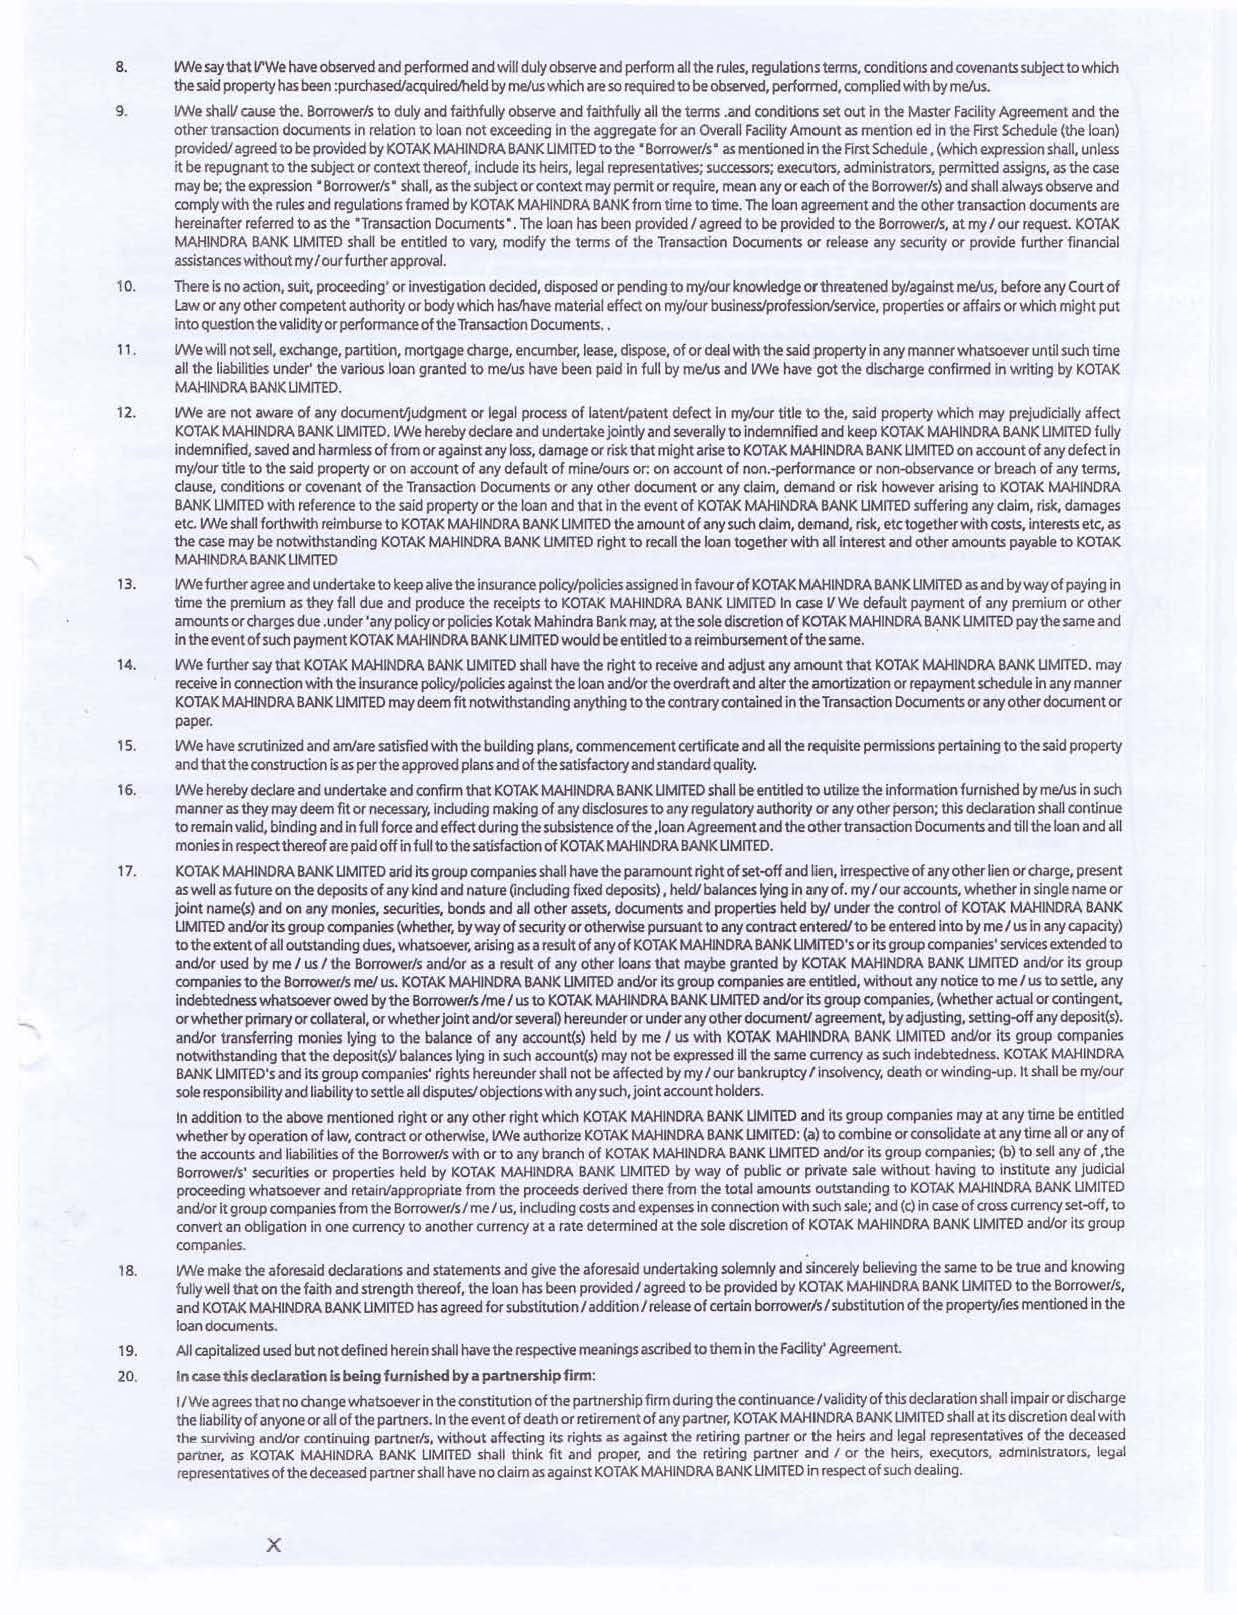 8. I/We say that I/'We have observed and performed and will duly observe and perform all the rules, regulations terms, conditions and covenants subject to which
the said property has been :purchased/acquired/held by me/us which are so required to be observed, performed, complied with by me/us.
9. I/We shall/ cause the. Borrower/s to duly and faithfully observe and faithfully all the terms .and conditions set out in the Master Facility Agreement and the
other transaction documents in relation to loan not exceeding in the aggregate for an Overall Facility Amount as mention ed in the First Schedule (the loan)
provided/ agreed to be provided by KOTAK MAHINDRA BANK LIMITED to the "Borrower/s" as mentioned in the First Schedule , (which expression shall, unless
it be repugnant to the subject or context thereof, include its heirs, legal representatives; successors; executors, administrators, permitted assigns, as the case
may be; the expression "Borrower/s" shall, as the subject or context may permit or require, mean any or each of the Borrower/s) and shall always observe and
comply with the rules and regulations framed by KOTAK MAHINDRA BANK from time to time. The loan agreement and the other transaction documents are
hereinafter referred to as the "Transaction Documents". The loan has been provided / agreed to be provided to the Borrower/s, at my / our request. KOTAK
MAHINDRA BANK LIMITED shall be entitled to vary, modify the terms of the Transaction Documents or release any security or provide further financial
assistances without my / our further approval.
10. There is no action, suit, proceeding' or investigation decided, disposed or pending to my/our knowledge or threatened by/against me/us, before any Court of
Law or any other competent authority or body which has/have material effect on my/our business/profession/service, properties or affairs or which might put
into question the validity or performance of the Transaction Documents. .
11. I/We will not sell, exchange, partition, mortgage charge, encumber, lease, dispose, of or deal with the said property in any manner whatsoever until such time
all the liabilities under' the various loan granted to me/us have been paid in full by me/us and I/We have got the discharge confirmed in writing by KOTAK
MAHINDRA BANK LIMITED.
12. I/We are not aware of any document/judgment or legal process of latent/patent defect in my/our title to the, said property which may prejudicially affect
KOTAK MAHINDRA BANK LIMITED. I/We hereby declare and undertake jointly and severally to indemnified and keep KOTAK MAHINDRA BANK LIMITED fully
indemnified, saved and harmless of from or against any loss, damage or risk that might arise to KOTAK MAHINDRA BANK LIMITED on account of any defect in
my/our title to the said property or on account of any default of mine/ours or: on account of non.-performance or non-observance or breach of any terms,
clause, conditions or covenant of the Transaction Documents or any other document or any claim, demand or risk however arising to KOTAK MAHINDRA
BANK LIMITED with reference to the said property or the loan and that in the event of KOTAK MAHINDRA BANK LIMITED suffering any claim, risk, damages
etc. I/We shall forthwith reimburse to KOTAK MAHINDRA BANK LIMITED the amount of any such claim, demand, risk, etc together with costs, interests etc, as
the case may be notwithstanding KOTAK MAHINDRA BANK LIMITED right to recall the loan together with all interest and other amounts payable to KOTAK
MAHINDRA BANK LIMITED
13. I/We further agree and undertake to keep alive the insurance policy/policies assigned in favour of KOTAK MAHINDRA BANK LIMITED as and by way of paying in
time the premium as they fall due and produce the receipts to KOTAK MAHINDRA BANK LIMITED In case I/ We default payment of any premium or other
amounts or charges due .under 'any policy or policies Kotak Mahindra Bank may, at the sole discretion of KOTAK MAHINDRA BANK LIMITED pay the same and
in the event of such payment KOTAK MAHINDRA BANK LIMITED would be entitled to a reimbursement of the same.
14. I/We further say that KOTAK MAHINDRA BANK LIMITED shall have the right to receive and adjust any amount that KOTAK MAHINDRA BANK LIMITED. may
receive in connection with the insurance policy/policies against the loan and/or the overdraft and alter the amortization or repayment schedule in any manner
KOTAK MAHINDRA BANK LIMITED may deem fit notwithstanding anything to the contrary contained in the Transaction Documents or any other document or
paper.
15. I/We have scrutinized and am/are satisfied with the building plans, commencement certificate and all the requisite permissions pertaining to the said property
and that the construction is as per the approved plans and of the satisfactory and standard quality.
16. I/We hereby declare and undertake and confirm that KOTAK MAHINDRA BANK LIMITED shall be entitled to utilize the information furnished by me/us in such
manner as they may deem fit or necessary, including making of any disclosures to any regulatory authority or any other person; this declaration shall continue
to remain valid, binding and in full force and effect during the subsistence of the ,loan Agreement and the other transaction Documents and till the loan and all
monies in respect thereof are paid off in full to the satisfaction of KOTAK MAHINDRA BANK LIMITED.
17. KOTAK MAHINDRA BANK LIMITED arid its group companies shall have the paramount right of set-off and lien, irrespective of any other lien or charge, present
as well as future on the deposits of any kind and nature (including fixed deposits) , held/ balances lying in any of. my / our accounts, whether in single name or
joint name(s) and on any monies, securities, bonds and all other assets, documents and properties held by/ under the control of KOTAK MAHINDRA BANK
LIMITED and/or its group companies (whether, by way of security or otherwise pursuant to any contract entered/ to be entered into by me / us in any capacity)
to the extent of all outstanding dues, whatsoever, arising as a result of any of KOTAK MAHINDRA BANK LIMITED's or its group companies' services extended to
and/or used by me / us / the Borrower/s and/or as a result of any other loans that maybe granted by KOTAK MAHINDRA BANK LIMITED and/or its group
companies to the Borrower/s me/ us. KOTAK MAHINDRA BANK LIMITED and/or its group companies are entitled, without any notice to me / us to settle, any
indebtedness whatsoever owed by the Borrower/s /me / us to KOTAK MAHINDRA BANK LIMITED and/or its group companies, (whether actual or contingent,
or whether primary or collateral, or whether joint and/or several) hereunder or under any other document/ agreement, by adjusting, setting-off any deposit(s).
and/or transferring monies lying to the balance of any account(s) held by me / us with KOTAK MAHINDRA BANK LIMITED and/or its group companies
notwithstanding that the deposit(s)/ balances lying in such account(s) may not be expressed ill the same currency as such indebtedness. KOTAK MAHINDRA
BANK LIMITED's and its group companies' rights hereunder shall not be affected by my / our bankruptcy /' insolvency, death or winding-up. It shall be my/our
sole responsibility and liability to settle all disputes/ objections with any such, joint account holders.
In addition to the above mentioned right or any other right which KOTAK MAHINDRA BANK LIMITED and its group companies may at any time be entitled
whether by operation of law, contract or otherwise, I/We authorize KOTAK MAHINDRA BANK LIMITED: (a) to combine or consolidate at any time all or any of
the accounts and liabilities of the Borrower/s with or to any branch of KOTAK MAHINDRA BANK LIMITED and/or its group companies; (b) to sell any of ,the
Borrower/s' securities or properties held by KOTAK MAHINDRA BANK LIMITED by way of public or private sale without having to institute any judicial
proceeding whatsoever and retain/appropriate from the proceeds derived there from the total amounts outstanding to KOTAK MAHINDRA BANK LIMITED
and/or it group companies from the Borrower/s / me / us, including costs and expenses in connection with such sale; and (c) in case of cross currency set-off, to
convert an obligation in one currency to another currency at a rate determined at the sole discretion of KOTAK MAHINDRA BANK LIMITED and/or its group
companies.
18. I/We make the aforesaid declarations and statements and give the aforesaid undertaking solemnly and sincerely believing the same to be true and knowing
fully well that on the faith and strength thereof, the loan has been provided / agreed to be provided by KOTAK MAHINDRA BANK LIMITED to the Borrower/s,
and KOTAK MAHINDRA BANK LIMITED has agreed for substitution / addition / release of certain borrower/s / substitution of the property/ies mentioned in the
loan documents.
19. All capitalized used but not defined herein shall have the respective meanings ascribed to them in the Facility' Agreement.
20. In case this declaration is being furnished by a partnership firm:
I / We agrees that no change whatsoever in the constitution of the partnership firm during the continuance / validity of this declaration shall impair or discharge
the liability of anyone or all of the partners. In the event of death or retirement of any partner, KOTAK MAHINDRA BANK LIMITED shall at its discretion deal with
the surviving and/or continuing partner/s, without affecting its rights as against the retiring partner or the heirs and legal representatives of the deceased
partner, as KOTAK MAHINDRA BANK LIMITED shall think fit and proper, and the retiring partner and / or the heirs, executors, administrators, legal
representatives of the deceased partner shall have no claim as against KOTAK MAHINDRA BANK LIMITED in respect of such dealing.
X